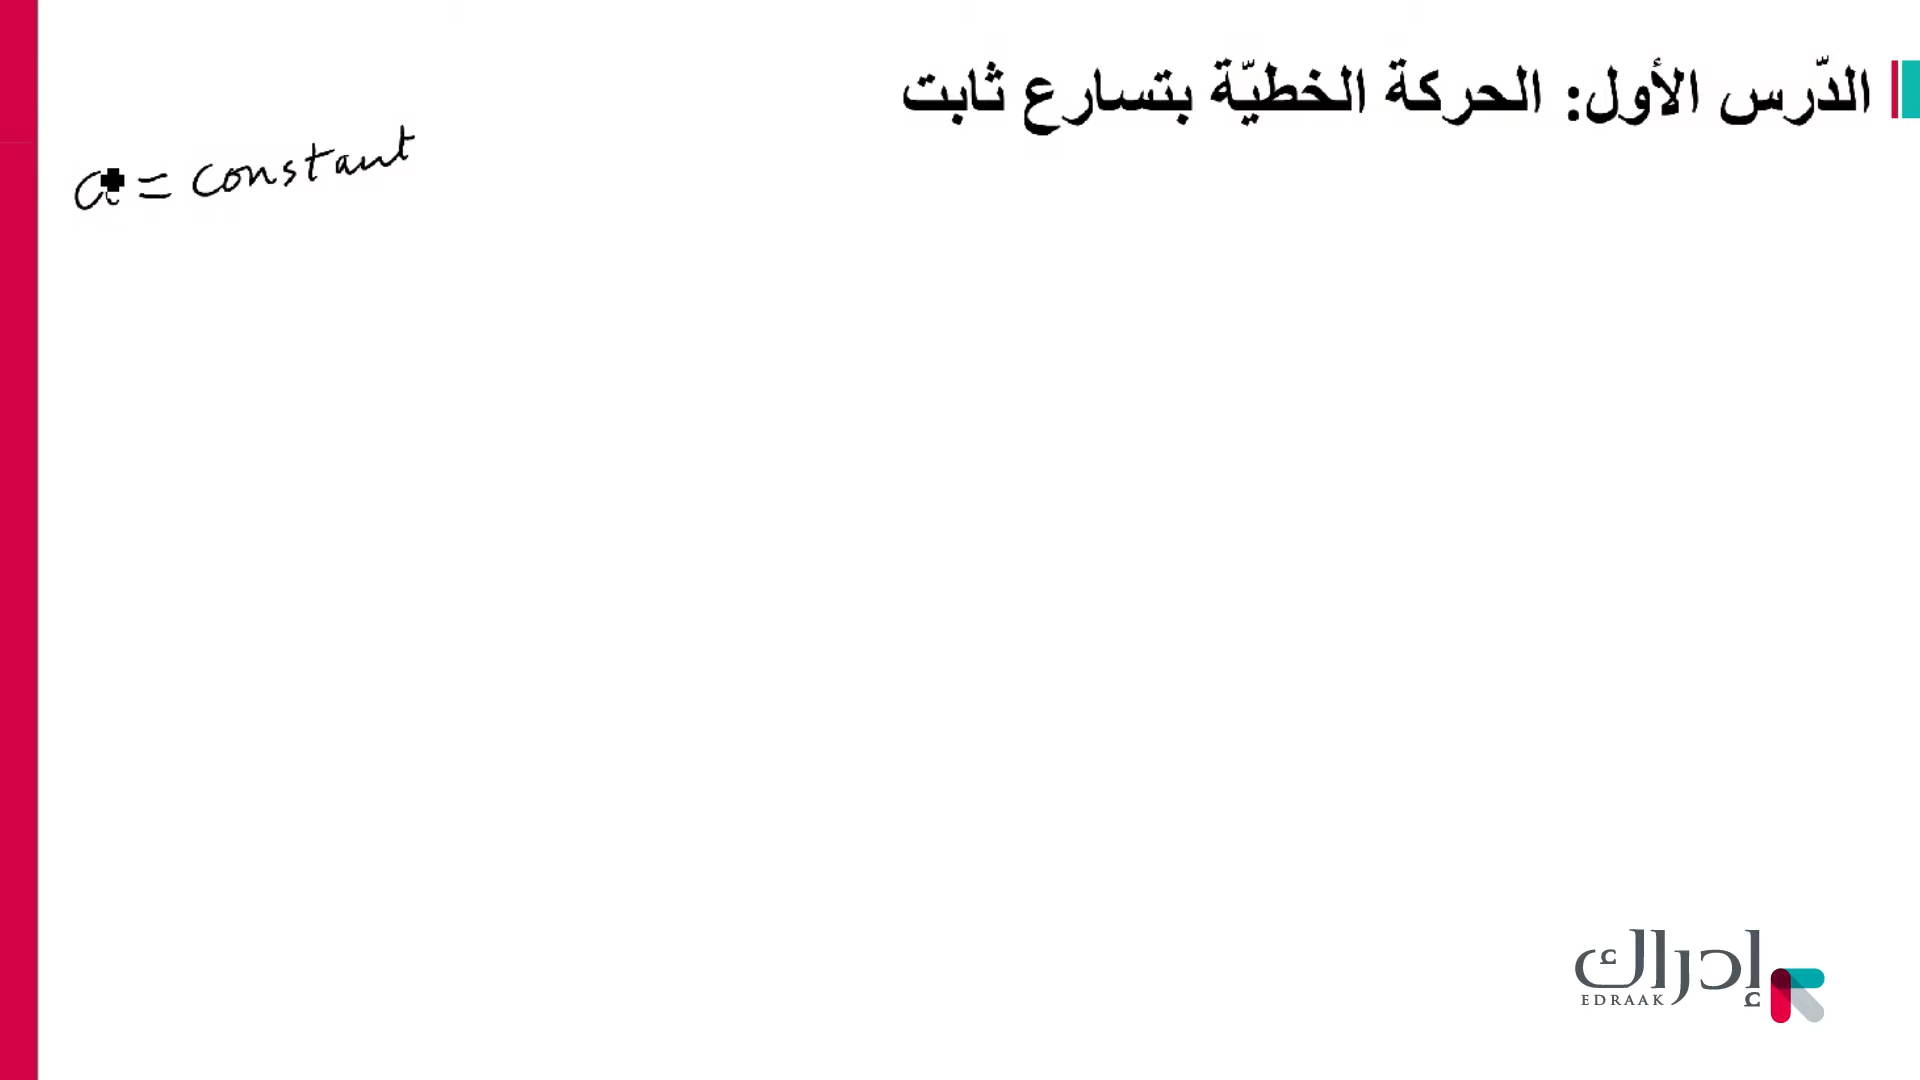 الدّرس الأول: الحركة الخطيّة بتسارع ثابت
a = constant
إدراك
EDRAAK